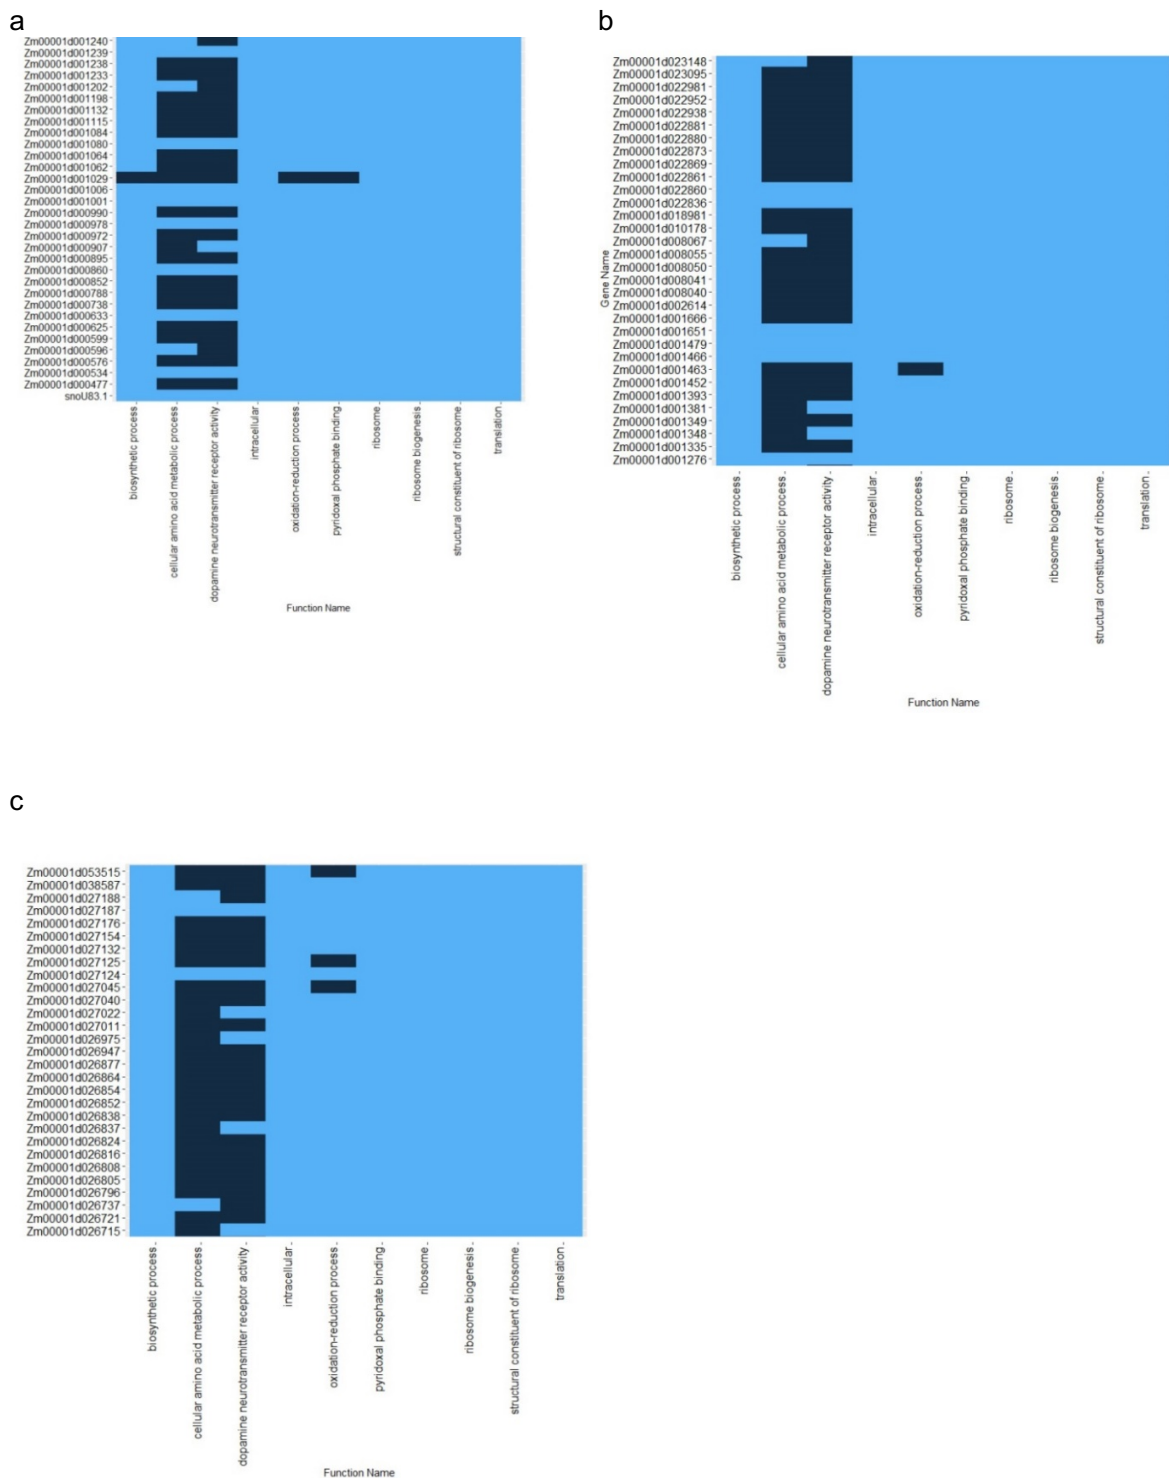 a
Zm00001d001240
Zm00001d001239
Zm00001d001238
Zm00001d001233
Zm00001d001202
Zm00001d001198
Zm00001d001132
Zm00001d001115
Zm00001d001084
Zm00001d001080
Zm00001d001064
Zm00001d001062
Zm00001d001029
Zm00001d001006
Zm00001d001001
Zm00001d000990
Zm00001d000978
Zm00001d000972
Zm00001d000907
Zm00001d000895
Zm00001d000860
Zm00001d000852
Zm00001d000788
Zm00001d000738
Zm00001d000633
Zm00001d000625
Zm00001d000599
Zm00001d000596
Zm00001d000576
Zm00001d000534
Zm00001d000477
snoU83.1
biosynthetic process
cellular amino acid metabolic process
dopamine neurotransmitter receptor activity
intracellular
oxidation-reduction process
pyridoxal phosphate binding
ribosome
ribosome biogenesis
structural constituent of ribosome
translation
Function Name
b
Gene Name
Zm00001d023148
Zm00001d023095
Zm00001d022981
Zm00001d022952
Zm00001d022938
Zm00001d022881
Zm00001d022880
Zm00001d022873
Zm00001d022869
Zm00001d022861
Zm00001d022860
Zm00001d022836
Zm00001d018981
Zm00001d010178
Zm00001d008067
Zm00001d008055
Zm00001d008050
Zm00001d008041
Zm00001d008040
Zm00001d002614
Zm00001d001666
Zm00001d001651
Zm00001d001479
Zm00001d001466
Zm00001d001463
Zm00001d001452
Zm00001d001393
Zm00001d001381
Zm00001d001349
Zm00001d001348
Zm00001d001335
Zm00001d001276
biosynthetic process
cellular amino acid metabolic process
dopamine neurotransmitter receptor activity
intracellular
oxidation-reduction process
pyridoxal phosphate binding
ribosome
ribosome biogenesis
structural constituent of ribosome
translation
Function Name
c
Zm00001d053515
Zm00001d038587
Zm00001d027188
Zm00001d027187
Zm00001d027176
Zm00001d027154
Zm00001d027132
Zm00001d027125
Zm00001d027124
Zm00001d027045
Zm00001d027040
Zm00001d027022
Zm00001d027011
Zm00001d026975
Zm00001d026947
Zm00001d026877
Zm00001d026864
Zm00001d026854
Zm00001d026852
Zm00001d026838
Zm00001d026837
Zm00001d026824
Zm00001d026816
Zm00001d026808
Zm00001d026805
Zm00001d026796
Zm00001d026737
Zm00001d026721
Zm00001d026715
biosynthetic process
cellular amino acid metabolic process
dopamine neurotransmitter receptor activity
intracellular
oxidation-reduction process
pyridoxal phosphate binding
ribosome
ribosome biogenesis
structural constituent of ribosome
translation
Function Name